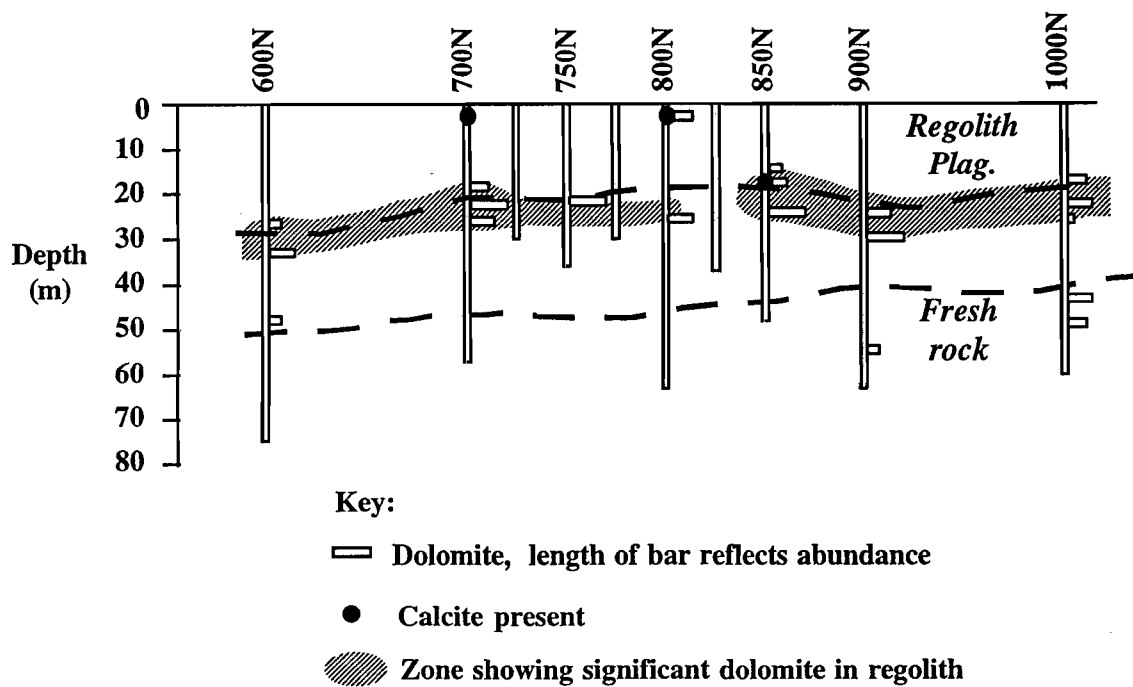 600N
700N
750N
800N
850N
900N
1000N
0
10
20
30
40
50
60
70
80
Depth
(m)
Regolith
Plag.
Fresh
rock
Key:
Dolomite, length of bar reflects abundance
Calcite present
Zone showing significant dolomite in regolith